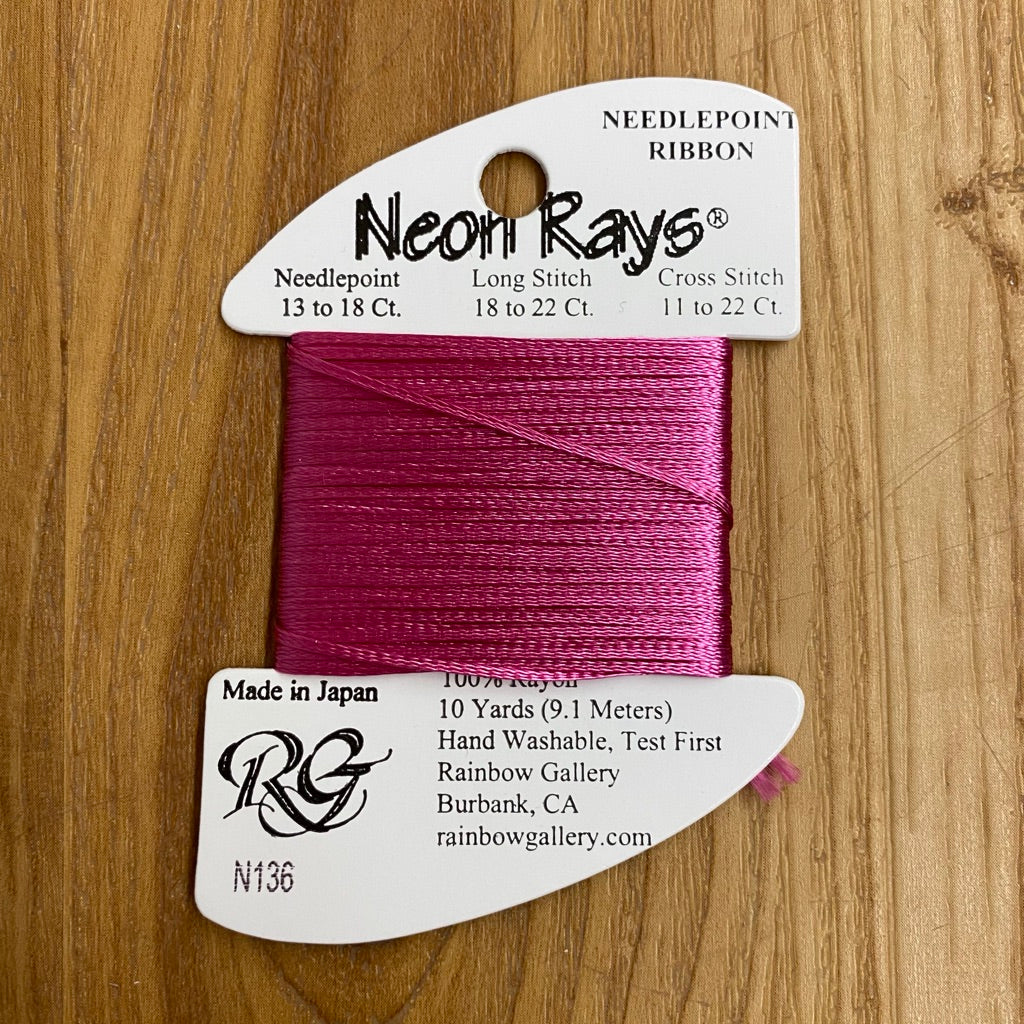 NEEDLEPOINT
RIBBON
Neon Rays®
Needlepoint Long Stitch Cross Stitch
13 to 18 Ct. 18 to 22 Ct. 11 to 22 Ct.
Made in Japan
100% Rayon
10 Yards (9.1 Meters)
Hand Washable, Test First
Rainbow Gallery
Burbank, CA
rainbowgallery.com
RG
N136